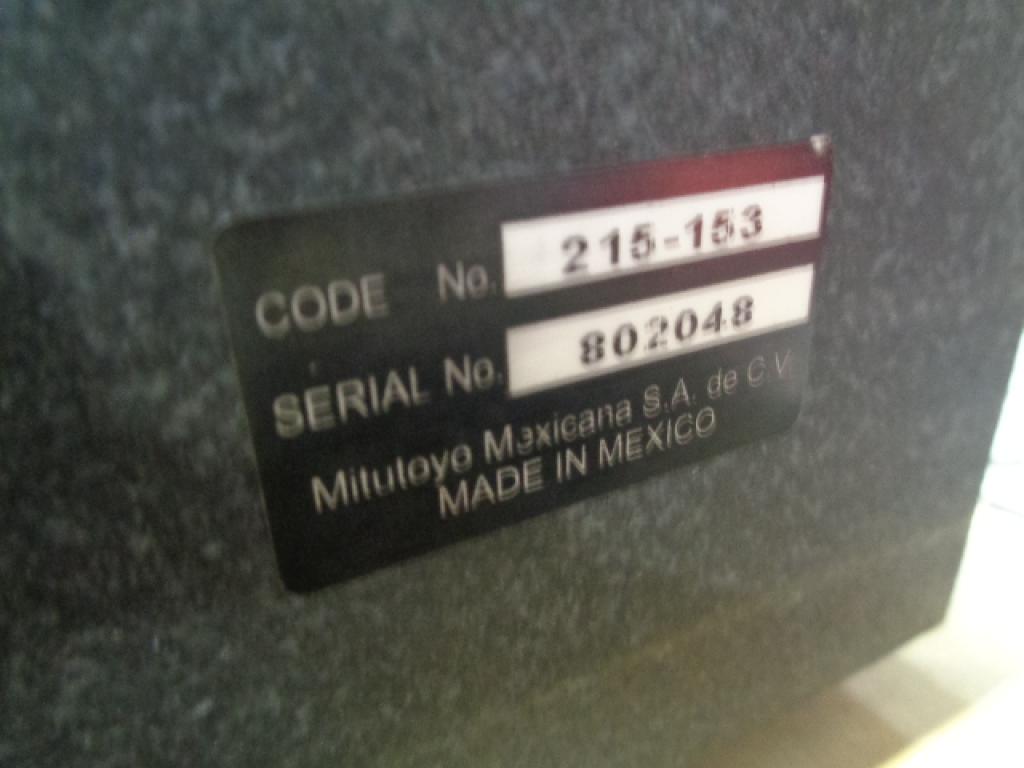 CODE No. 215-153
SERIAL No. 802048
Mitutoyo Mexicana S.A. de C.V.
MADE IN MEXICO